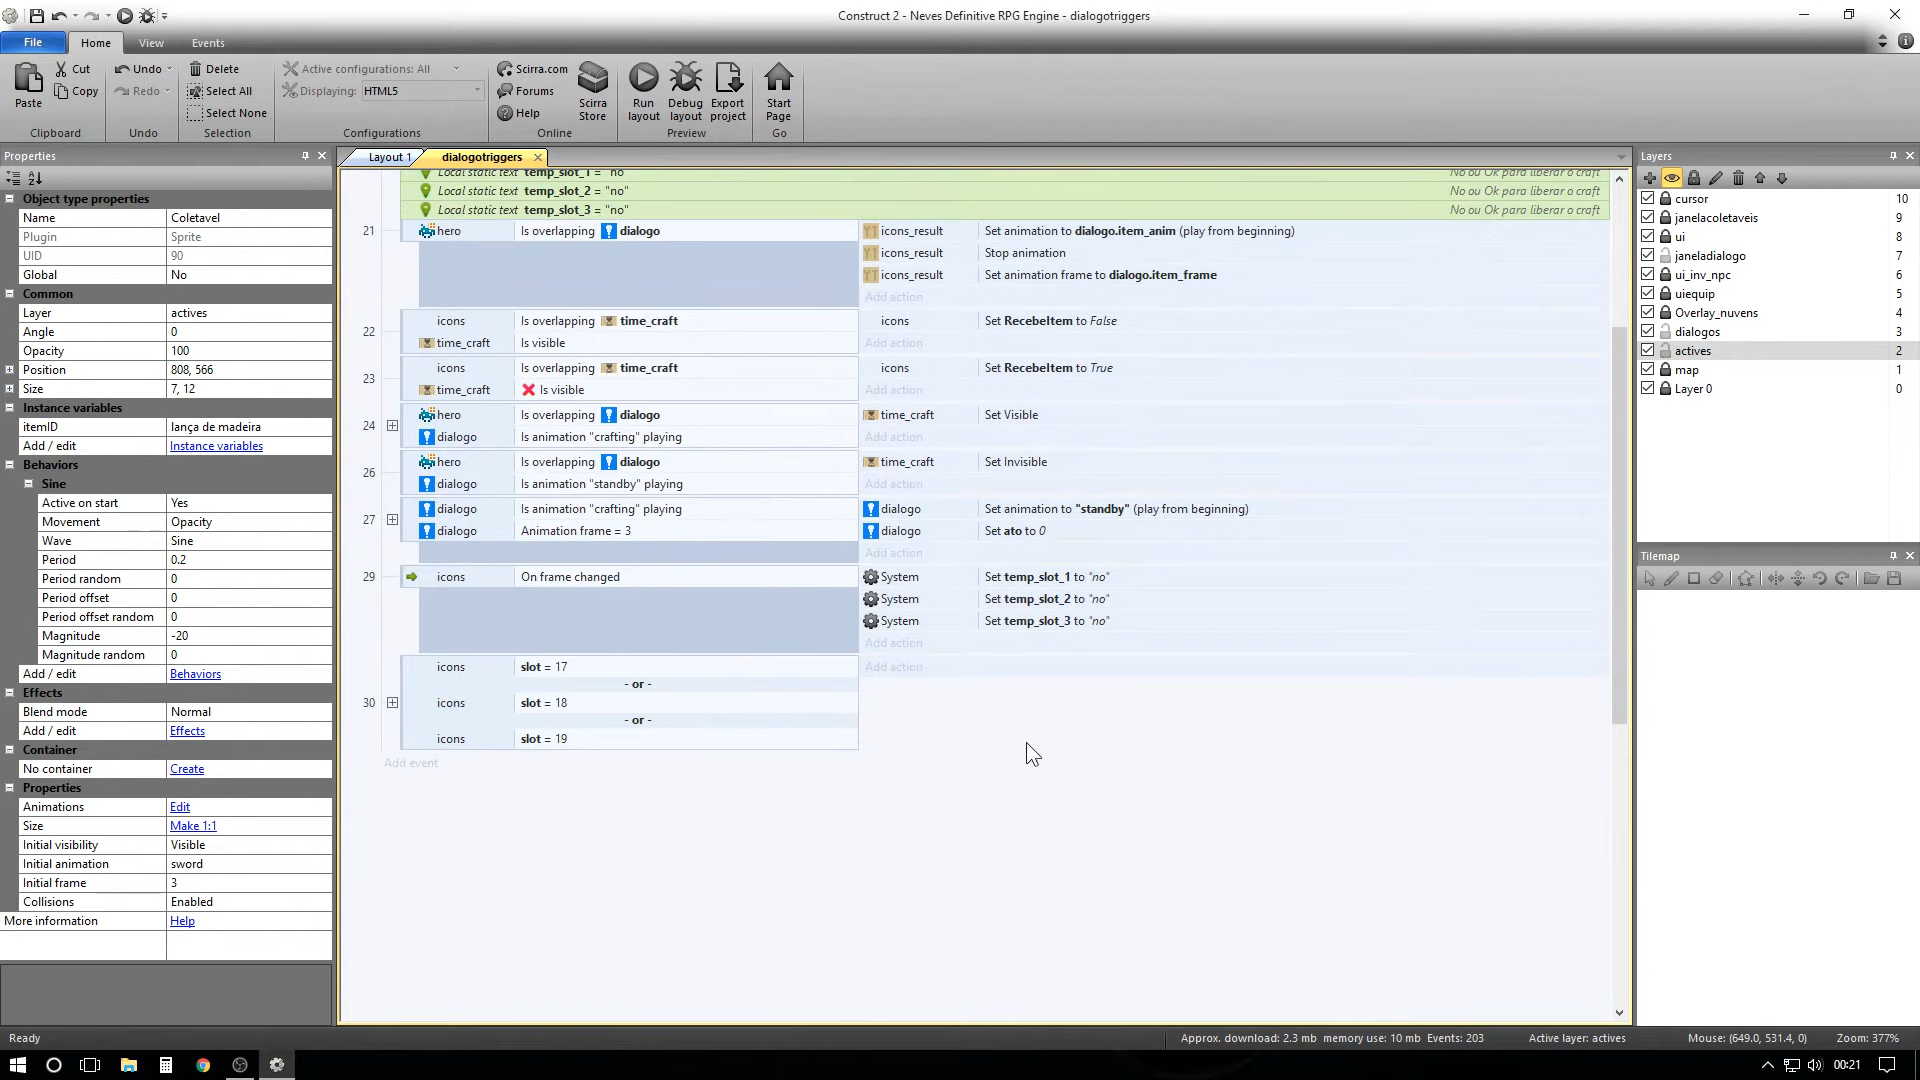 Construct 2 - Neves Definitive RPG Engine - dialogotriggers
File Home View Events
Paste Cut Copy Clipboard
Undo Redo Undo
Delete Select All Select None Selection
Active configurations: All
Displaying: HTML5
Configurations
Scirra.com Forums Help Scirra Store Online
Run layout Debug layout Export project Preview
Start Page Go
Properties
Object type properties
Name Coletavel
Plugin Sprite
UID 90
Global No
Common
Layer actives
Angle 0
Opacity 100
Position 808, 566
Size 7, 12
Instance variables
itemID lança de madeira
Add / edit Instance variables
Behaviors
Sine
Active on start Yes
Movement Opacity
Wave Sine
Period 0.2
Period random 0
Period offset 0
Period offset random 0
Magnitude -20
Magnitude random 0
Add / edit Behaviors
Effects
Blend mode Normal
Add / edit Effects
Container
No container Create
Properties
Animations Edit
Size Make 1:1
Initial visibility Visible
Initial animation sword
Initial frame 3
Collisions Enabled
More information Help
Layout 1 dialogotriggers
Local static text temp_slot_1 = "no" No ou Ok para liberar o craft
Local static text temp_slot_2 = "no" No ou Ok para liberar o craft
Local static text temp_slot_3 = "no" No ou Ok para liberar o craft
21 hero Is overlapping dialogo icons_result Set animation to dialogo.item_anim (play from beginning)
icons_result Stop animation
icons_result Set animation frame to dialogo.item_frame
Add action
22 icons Is overlapping time_craft icons Set RecebeItem to False
time_craft Is visible Add action
23 icons Is overlapping time_craft icons Set RecebeItem to True
time_craft Is visible Add action
24 hero Is overlapping dialogo time_craft Set Visible
dialogo Is animation "crafting" playing Add action
26 hero Is overlapping dialogo time_craft Set Invisible
dialogo Is animation "standby" playing Add action
27 dialogo Is animation "crafting" playing dialogo Set animation to "standby" (play from beginning)
dialogo Animation frame = 3 dialogo Set ato to 0
Add action
29 icons On frame changed System Set temp_slot_1 to "no"
System Set temp_slot_2 to "no"
System Set temp_slot_3 to "no"
Add action
30 icons slot = 17 Add action
- or -
icons slot = 18
- or -
icons slot = 19
Add event
Layers
cursor 10
janelacoletaveis 9
ui 8
janeladialogo 7
ui_inv_npc 6
uiequip 5
Overlay_nuvens 4
dialogos 3
actives 2
map 1
Layer 0 0
Tilemap
Ready Approx. download: 2.3 mb memory use: 10 mb Events: 203 Active layer: actives Mouse: (649.0, 531.4, 0) Zoom: 377%
00:21